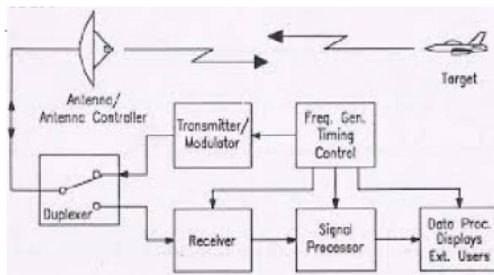 Target
Antenna/
Antenna Controller
Transmitter/
Modulator
Freq. Gen.
Timing
Control
Duplexer
Receiver
Signal
Processor
Data Proc.
Displays
Ext. Users